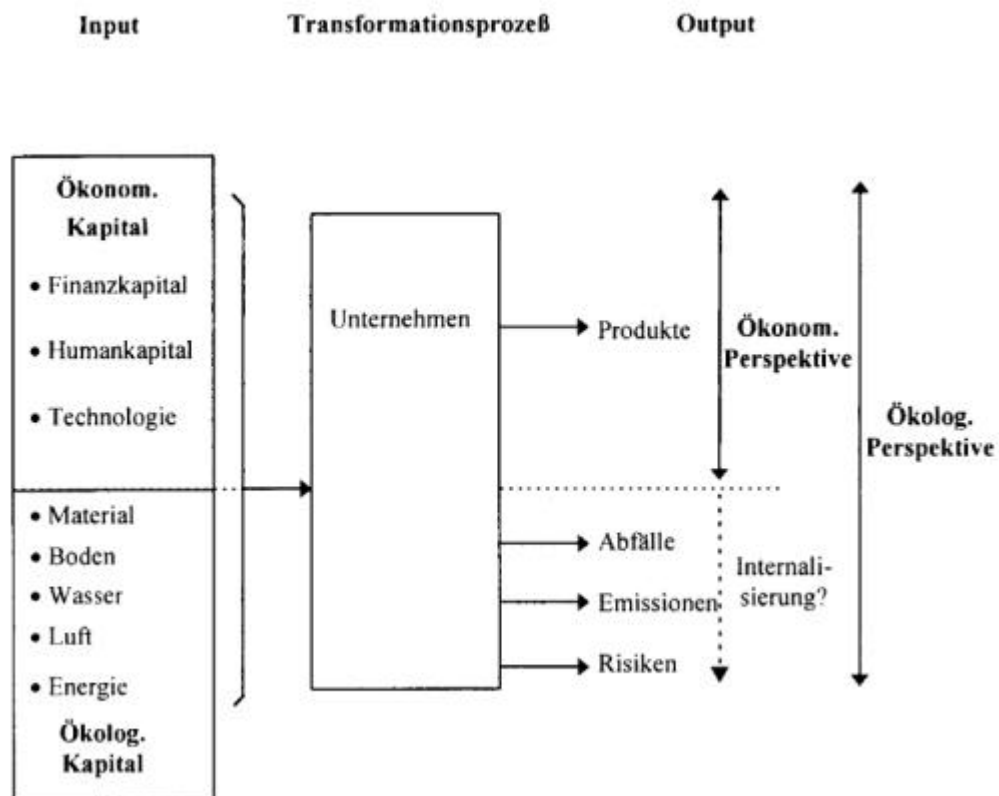 Input
Transformationsprozeß
Output
Ökonom.
Kapital
• Finanzkapital
• Humankapital
• Technologie
• Material
• Boden
• Wasser
• Luft
• Energie
Ökolog.
Kapital
Unternehmen
Produkte
Abfälle
Emissionen
Risiken
Ökonom.
Perspektive
Internali-
sierung?
Ökolog.
Perspektive